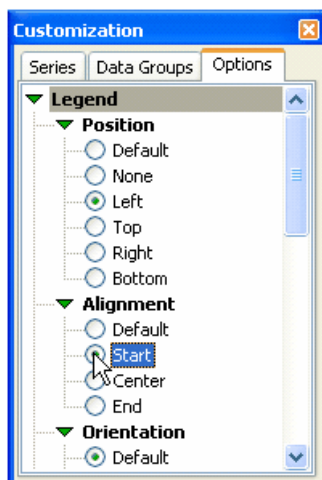 Customization
Series Data Groups Options
Legend
Position
Default
None
Left
Top
Right
Bottom
Alignment
Default
Start
Center
End
Orientation
Default